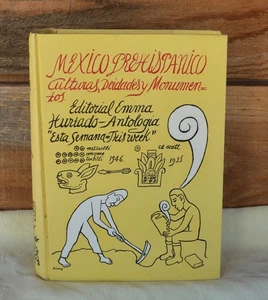 MEXICO PREHISPANICO
Culturas, Deidades y Monumen=
tos
Editorial Emma
Hurtado-Antologia
"Esta Semana-This Week"
1946.
1935